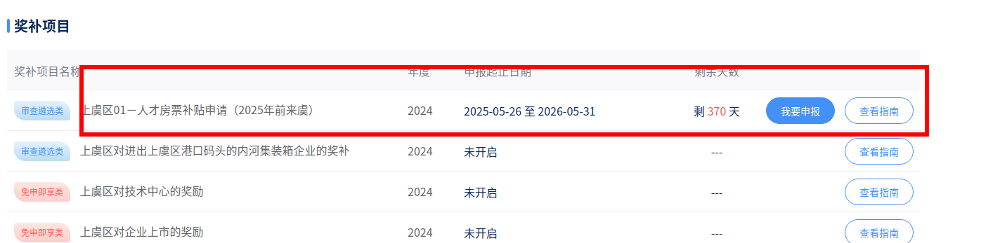 奖补项目
奖补项目名称 年度 申报起止日期 剩余天数
审查遴选类 上虞区01－人才房票补贴申请（2025年前来虞） 2024 2025-05-26 至 2026-05-31 剩 370 天 我要申报 查看指南
审查遴选类 上虞区对进出上虞区港口码头的内河集装箱企业的奖补 2024 未开启 --- 查看指南
免申即享类 上虞区对技术中心的奖励 2024 未开启 --- 查看指南
免申即享类 上虞区对企业上市的奖励 2024 未开启 --- 查看指南